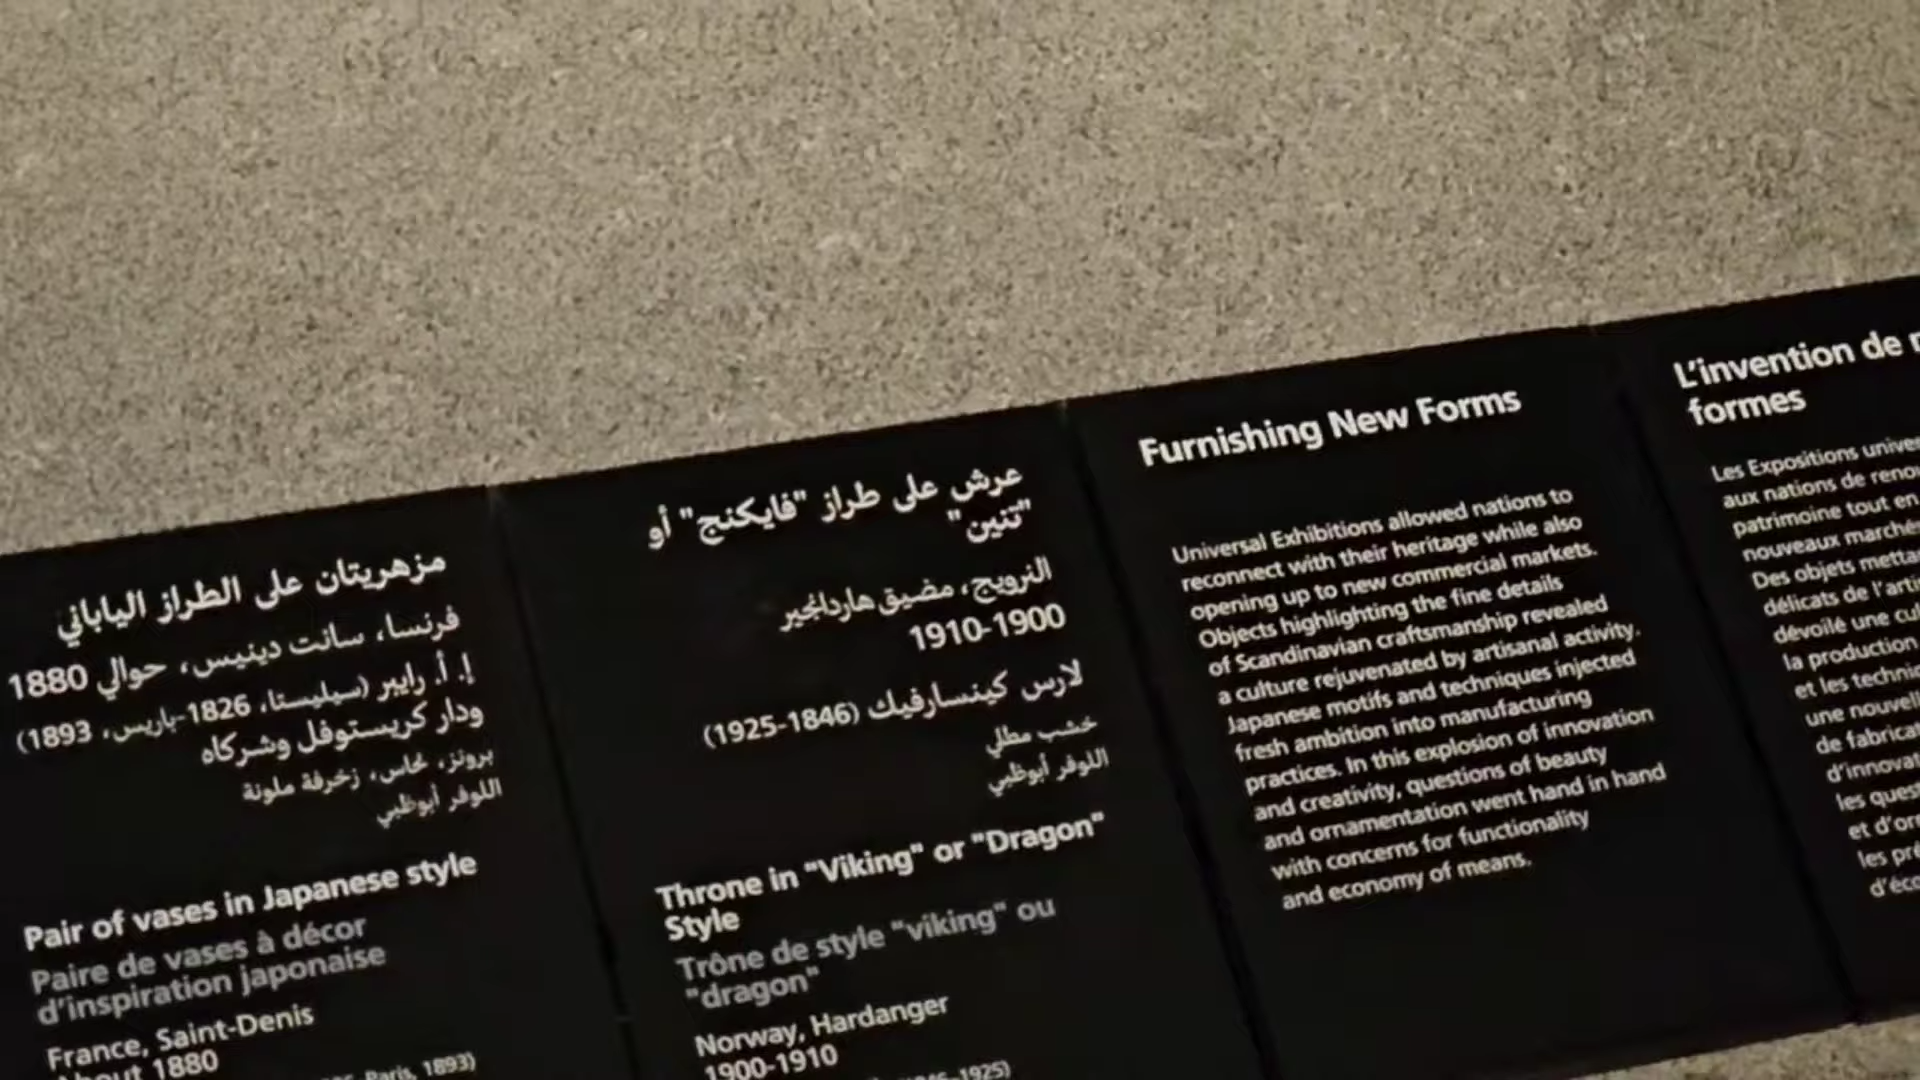 مزهريتان على الطراز الياباني
فرنسا، سانت دينيس، حوالي 1880
إ. أ. رايبر (سيليستا، 1826-باريس، 1893)
ودار كريستوفل وشركاه
برونز، نحاس، زخرفة ملونة
اللوفر أبوظبي
Pair of vases in Japanese style
Paire de vases à décor
d'inspiration japonaise
France, Saint-Denis
About 1880
Paris, 1893)
عرش على طراز "فايكنج" أو
"تنين"
النرويج، مضيق هاردانجير
1910-1900
لارس كينسارفيك (1846-1925)
خشب مطلي
اللوفر أبوظبي
Throne in "Viking" or "Dragon"
Style
Trône de style "viking" ou
"dragon"
Norway, Hardanger
1900-1910
-1925)
Furnishing New Forms
Universal Exhibitions allowed nations to
reconnect with their heritage while also
opening up to new commercial markets.
Objects highlighting the fine details
of Scandinavian craftsmanship revealed
a culture rejuvenated by artisanal activity.
Japanese motifs and techniques injected
fresh ambition into manufacturing
practices. In this explosion of innovation
and creativity, questions of beauty
and ornamentation went hand in hand
with concerns for functionality
and economy of means.
L'invention de
formes
Les Expositions
aux nations de
patrimoine tout en
nouveaux
Des objets
délicats de
dévoilé une
la production
et les
une
de
les
et
les